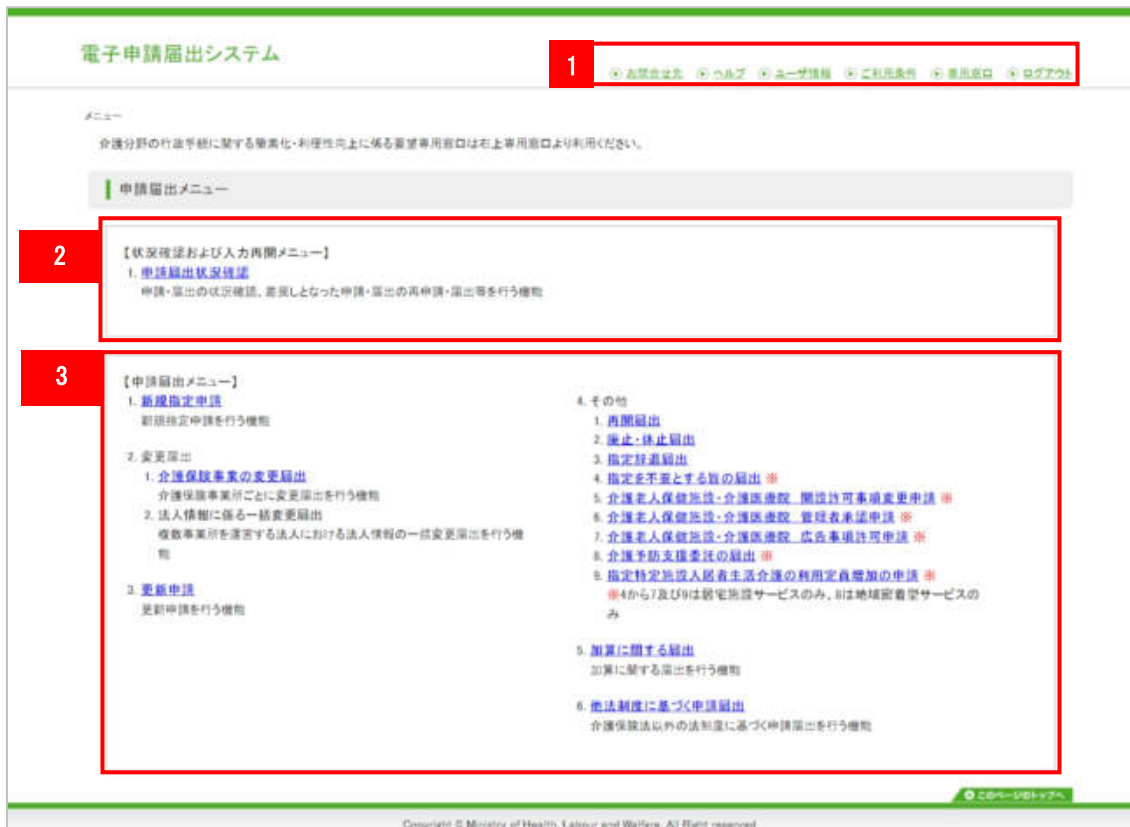 電子申請届出システム
1
お問合せ先 ヘルプ ユーザ情報 ご利用条件 専用窓口 ログアウト
メニュー
介護分野の行政手続に関する簡素化・利便性向上に係る要望専用窓口は右上専用窓口より利用ください。
申請届出メニュー
2
【状況確認および入力再開メニュー】
1. 申請届出状況確認
申請・届出の状況確認、差戻しとなった申請・届出の再申請・届出等を行う機能
3
【申請届出メニュー】
1. 新規指定申請
新規指定申請を行う機能
2. 変更届出
1. 介護保険事業の変更届出
介護保険事業所ごとに変更届出を行う機能
2. 法人情報に係る一括変更届出
複数事業所を運営する法人における法人情報の一括変更届出を行う機
能
3. 更新申請
更新申請を行う機能
4. その他
1. 再開届出
2. 廃止・休止届出
3. 指定辞退届出
4. 指定を不要とする旨の届出 ※
5. 介護老人保健施設・介護医療院 開設許可事項変更申請 ※
6. 介護老人保健施設・介護医療院 管理者承認申請 ※
7. 介護老人保健施設・介護医療院 広告事項許可申請 ※
8. 介護予防支援委託の届出 ※
9. 指定特定施設入居者生活介護の利用定員増加の申請 ※
※4から7及び9は居宅施設サービスのみ、8は地域密着型サービスの
み
5. 加算に関する届出
加算に関する届出を行う機能
6. 他法制度に基づく申請届出
介護保険法以外の法制度に基づく申請届出を行う機能
このページのトップへ
Copyright © Ministry of Health, Labour and Welfare, All Right reserved.